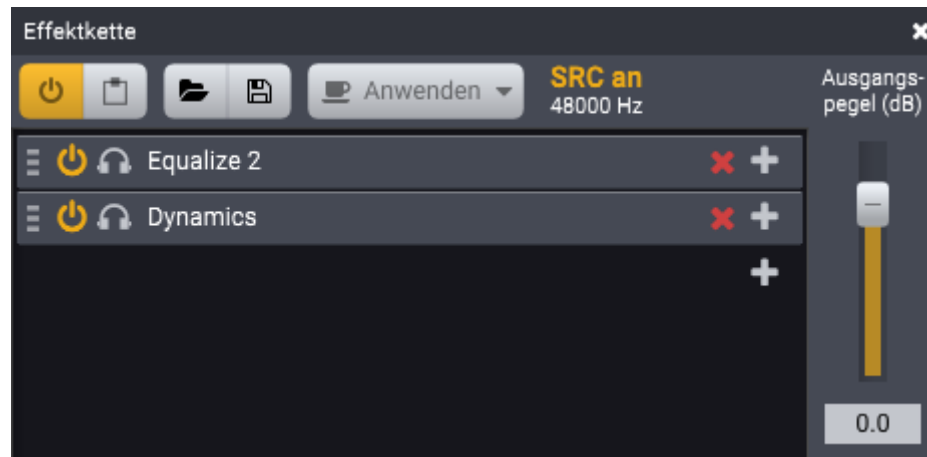 Effektkette
Anwenden
SRC an
48000 Hz
Ausgangs-
pegel (dB)
Equalize 2
Dynamics
0.0